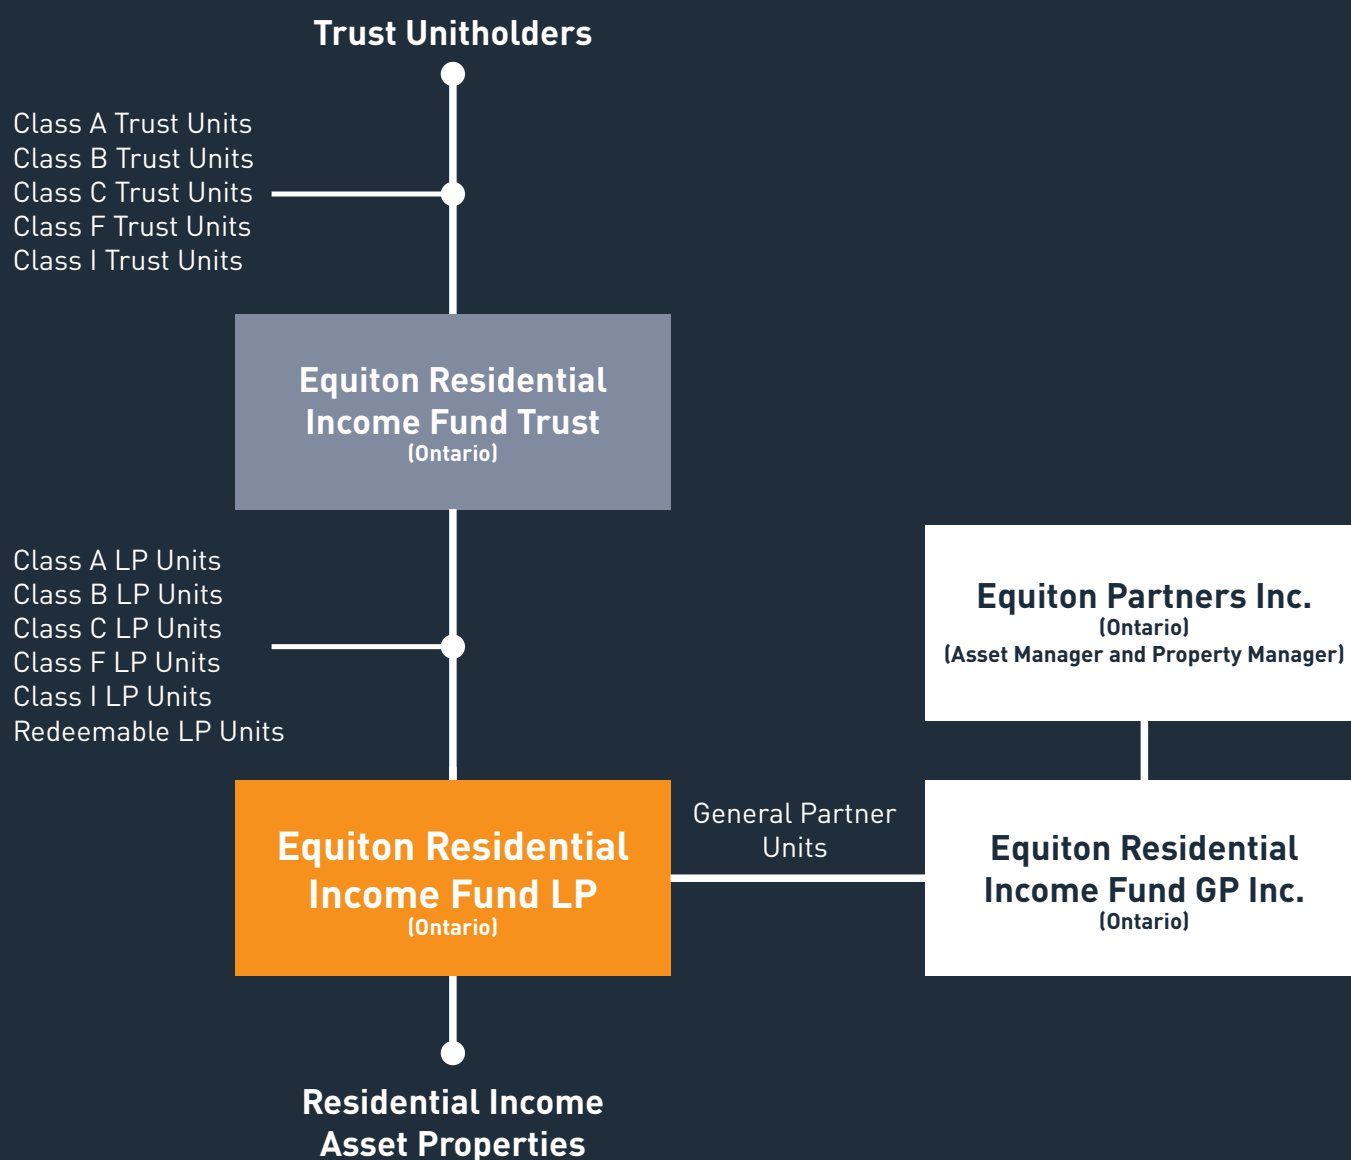 Trust Unitholders
Class A Trust Units
Class B Trust Units
Class C Trust Units
Class F Trust Units
Class I Trust Units
Equiton Residential
Income Fund Trust
(Ontario)
Class A LP Units
Class B LP Units
Class C LP Units
Class F LP Units
Class I LP Units
Redeemable LP Units
Equiton Partners Inc.
(Ontario)
(Asset Manager and Property Manager)
Equiton Residential
Income Fund LP
(Ontario)
General Partner
Units
Equiton Residential
Income Fund GP Inc.
(Ontario)
Residential Income
Asset Properties